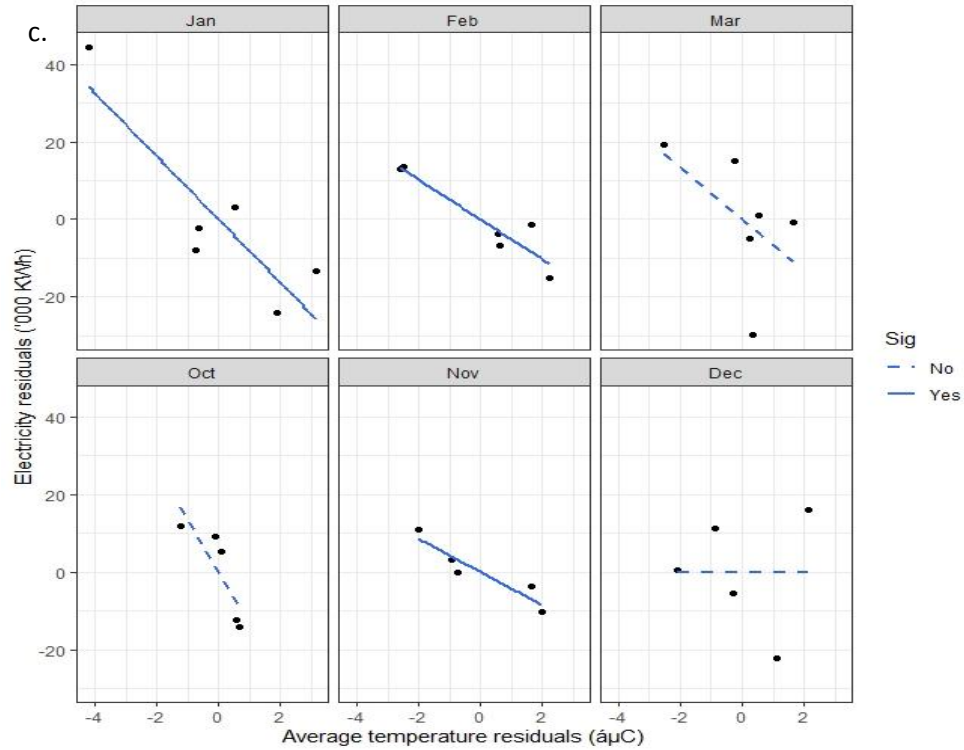 c.
Jan
Feb
Mar
40
20
0
-20
Oct
Nov
Dec
40
20
0
-20
-4
-2
0
2
-4
-2
0
2
-4
-2
0
2
Electricity residuals ('000 KWh)
Average temperature residuals (áµC)
Sig
No
Yes